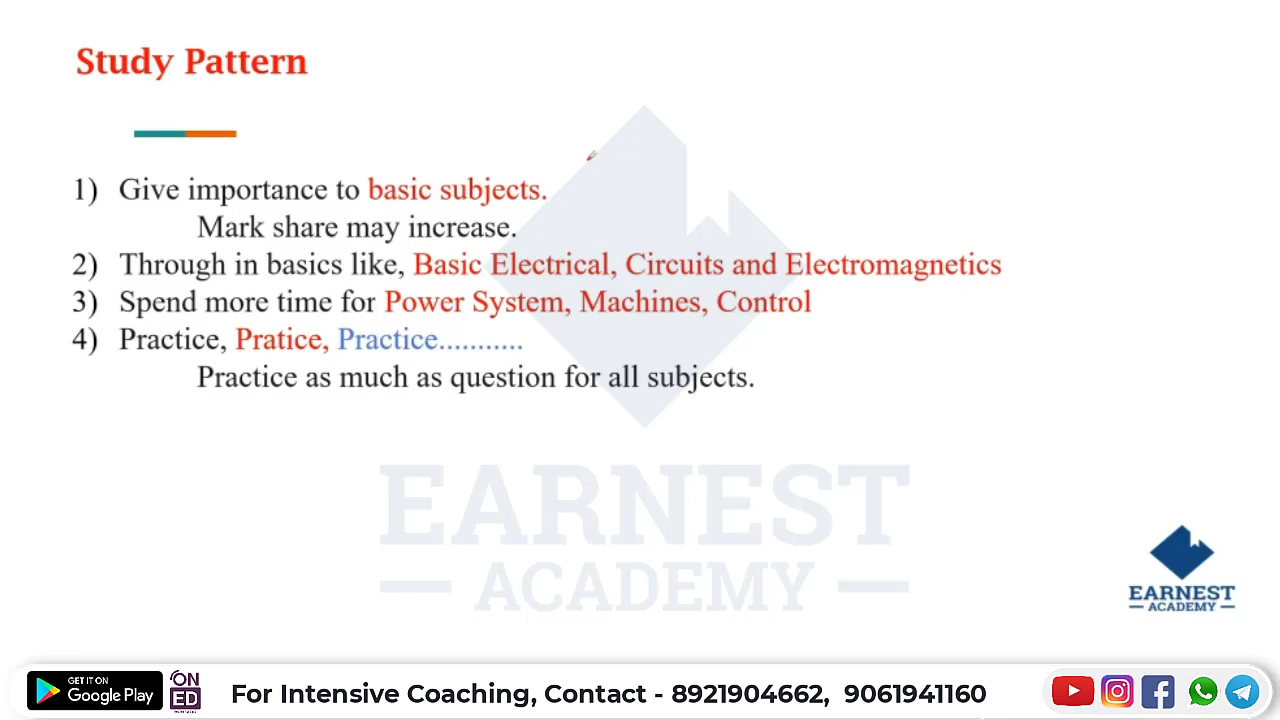 Study Pattern
1) Give importance to basic subjects.
Mark share may increase.
2) Through in basics like, Basic Electrical, Circuits and Electromagnetics
3) Spend more time for Power System, Machines, Control
4) Practice, Pratice, Practice...........
Practice as much as question for all subjects.
EARNEST
ACADEMY
EARNEST
ACADEMY
GET IT ON
Google Play
ON
ED
For Intensive Coaching, Contact - 8921904662, 9061941160